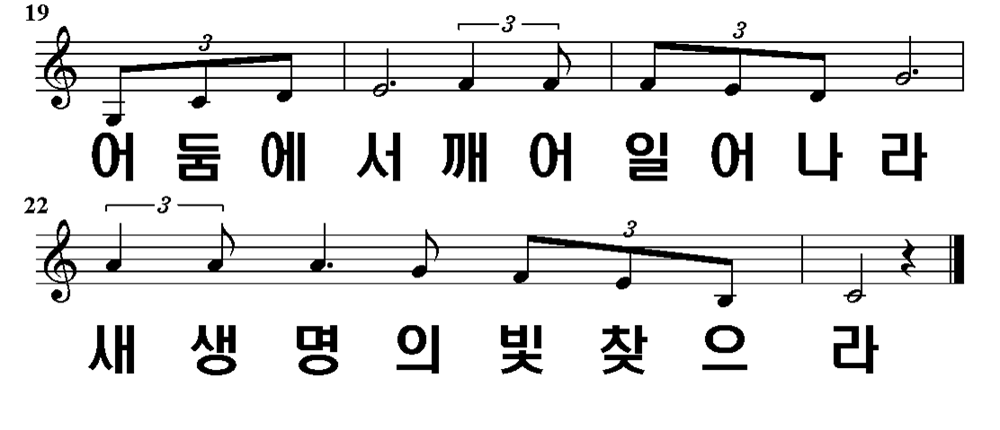 19
3 3 3
어 둠 에 서 깨 어 일 어 나 라
22
3 3
새 생 명 의 빛 찾 으 라